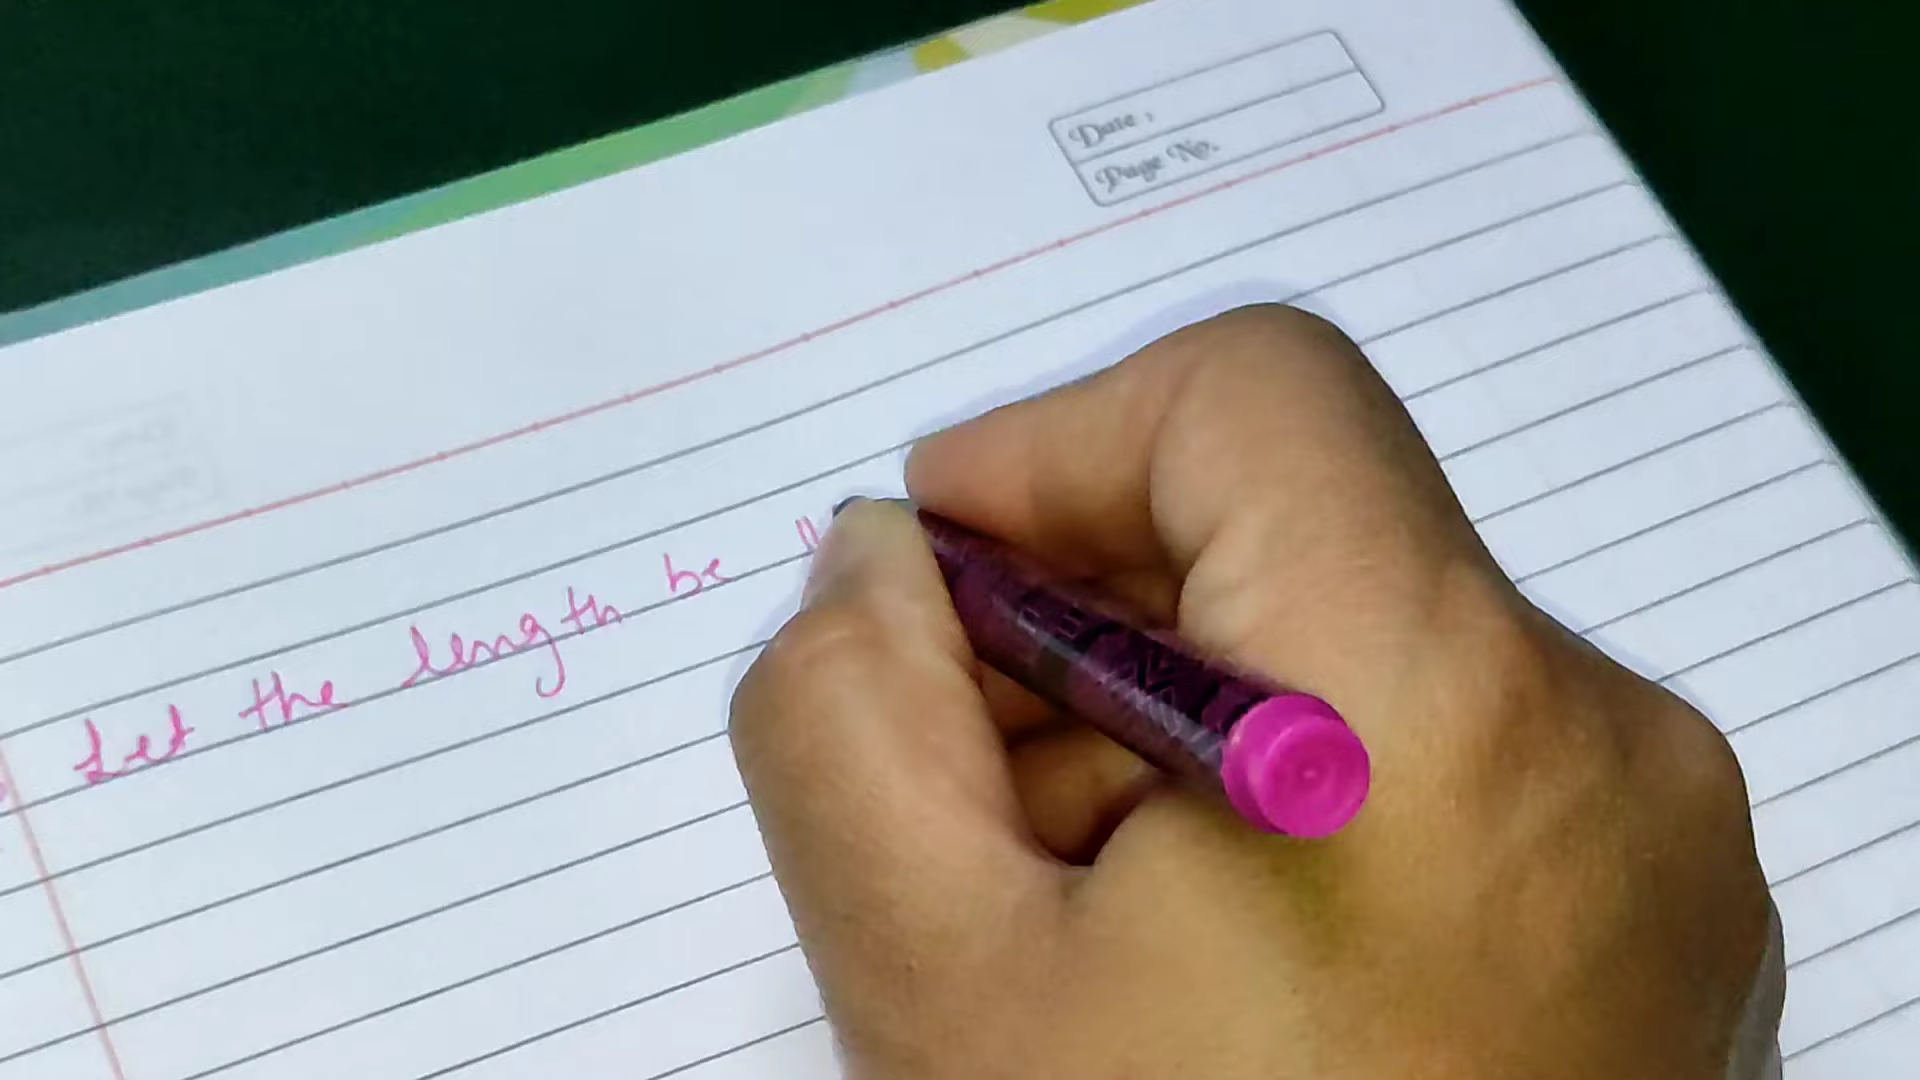 Date :
Page No.
Let the length be